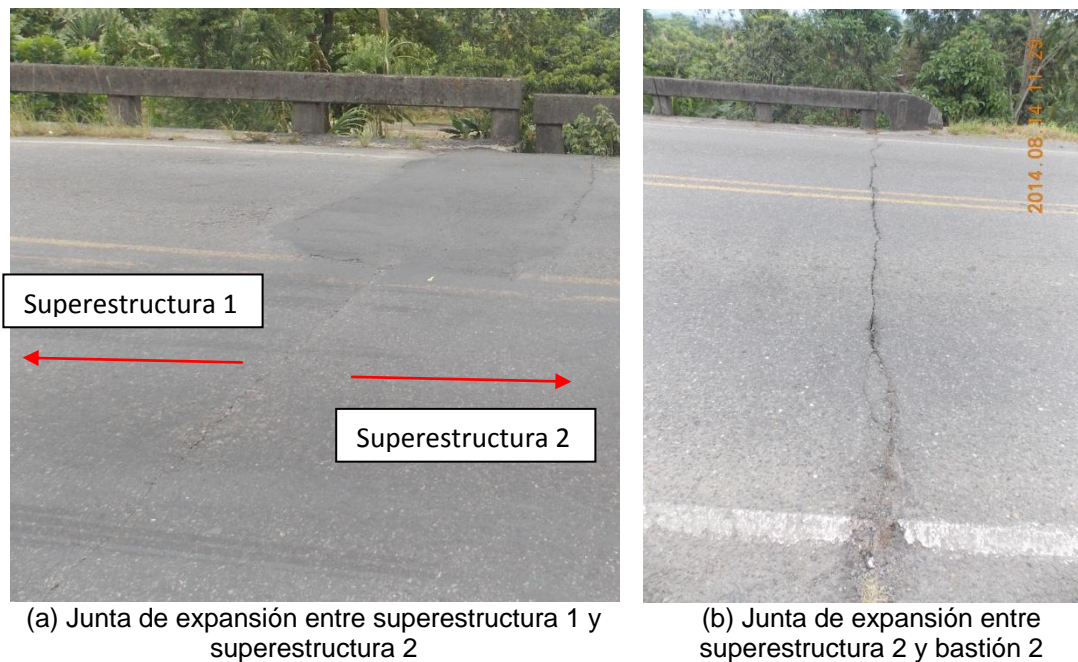 Superestructura 1
Superestructura 2
(a) Junta de expansión entre superestructura 1 y
superestructura 2
2014.08.14 11:29
(b) Junta de expansión entre
superestructura 2 y bastión 2